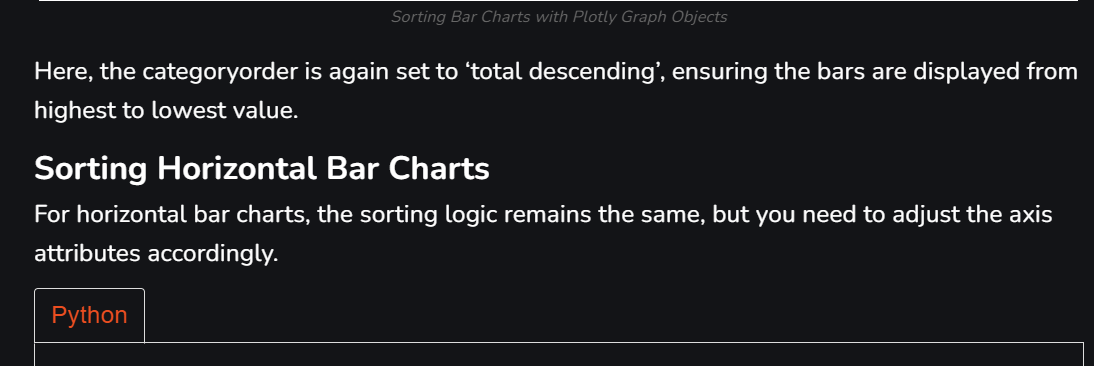 Sorting Bar Charts with Plotly Graph Objects
Here, the categoryorder is again set to ‘total descending’, ensuring the bars are displayed from
highest to lowest value.
Sorting Horizontal Bar Charts
For horizontal bar charts, the sorting logic remains the same, but you need to adjust the axis
attributes accordingly.
Python